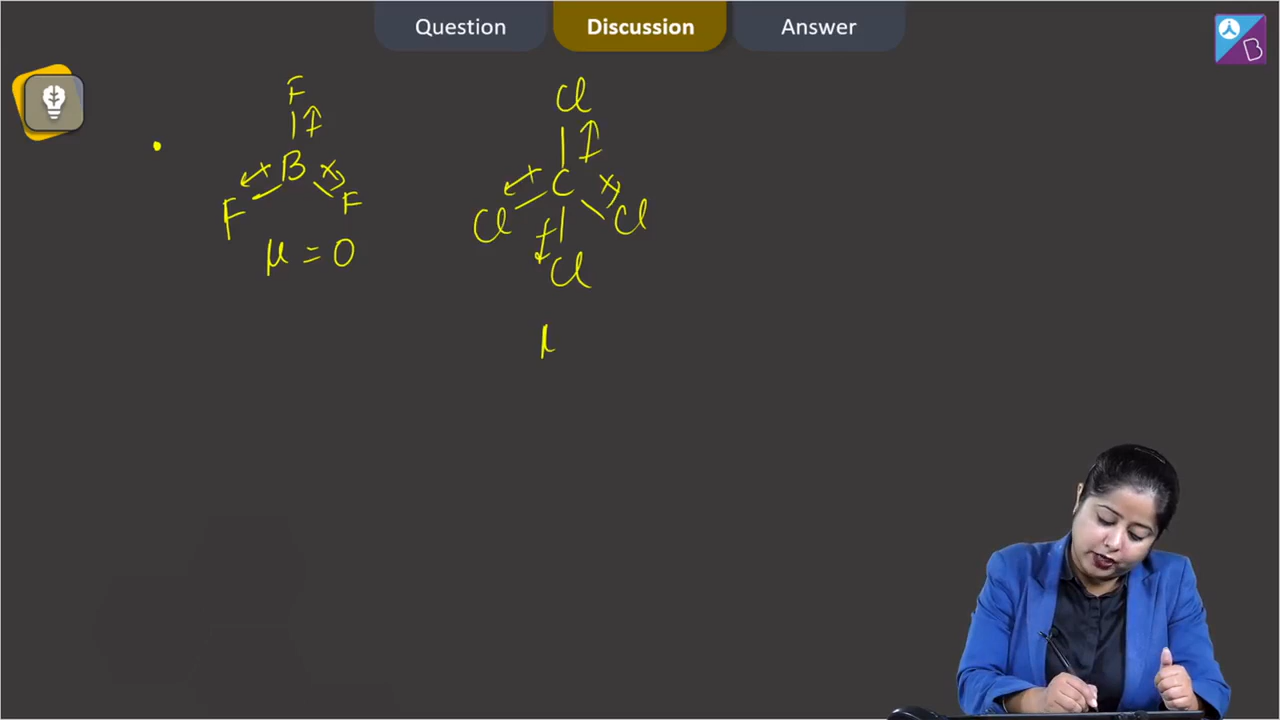 Question
Discussion
Answer
F
B
F F
μ = 0
Cl
C
Cl Cl
Cl
μ
B